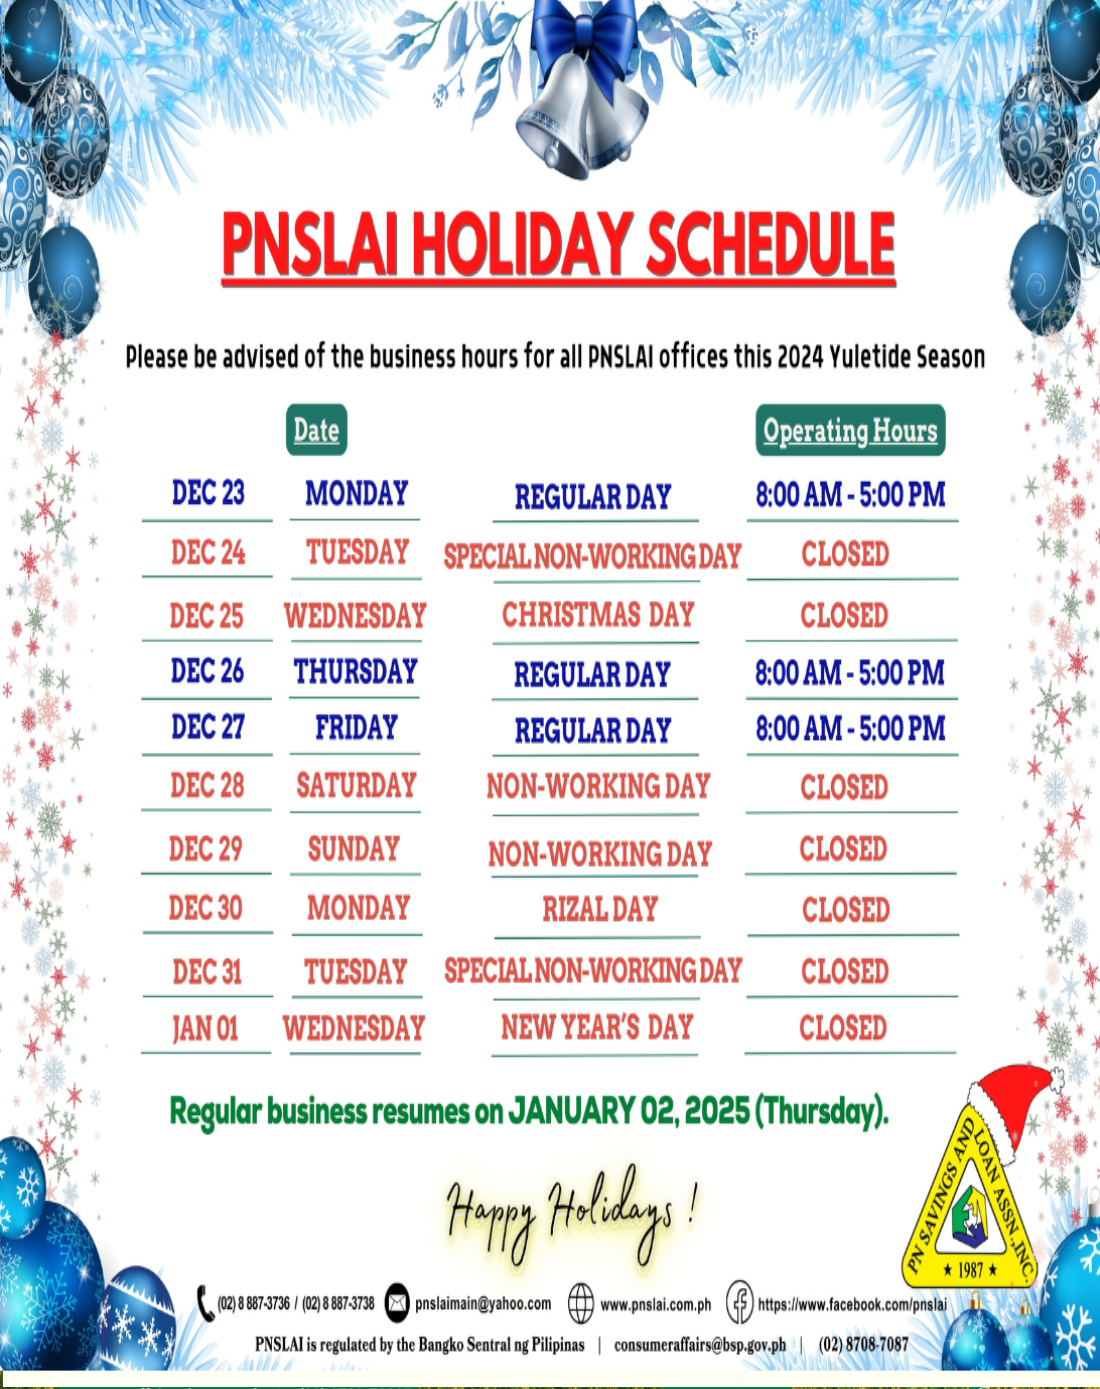 PNSLAI HOLIDAY SCHEDULE
Please be advised of the business hours for all PNSLAI offices this 2024 Yuletide Season
Date Operating Hours
DEC 23 MONDAY REGULAR DAY 8:00 AM - 5:00 PM
DEC 24 TUESDAY SPECIAL NON-WORKING DAY CLOSED
DEC 25 WEDNESDAY CHRISTMAS DAY CLOSED
DEC 26 THURSDAY REGULAR DAY 8:00 AM - 5:00 PM
DEC 27 FRIDAY REGULAR DAY 8:00 AM - 5:00 PM
DEC 28 SATURDAY NON-WORKING DAY CLOSED
DEC 29 SUNDAY NON-WORKING DAY CLOSED
DEC 30 MONDAY RIZAL DAY CLOSED
DEC 31 TUESDAY SPECIAL NON-WORKING DAY CLOSED
JAN 01 WEDNESDAY NEW YEAR'S DAY CLOSED
Regular business resumes on JANUARY 02, 2025 (Thursday).
Happy Holidays !
PN SAVINGS AND LOAN ASSN., INC.
★ 1987 ★
(02) 8 887-3736 / (02) 8 887-3738 pnslaimain@yahoo.com www.pnslai.com.ph https://www.facebook.com/pnslai
PNSLAI is regulated by the Bangko Sentral ng Pilipinas | consumeraffairs@bsp.gov.ph | (02) 8708-7087